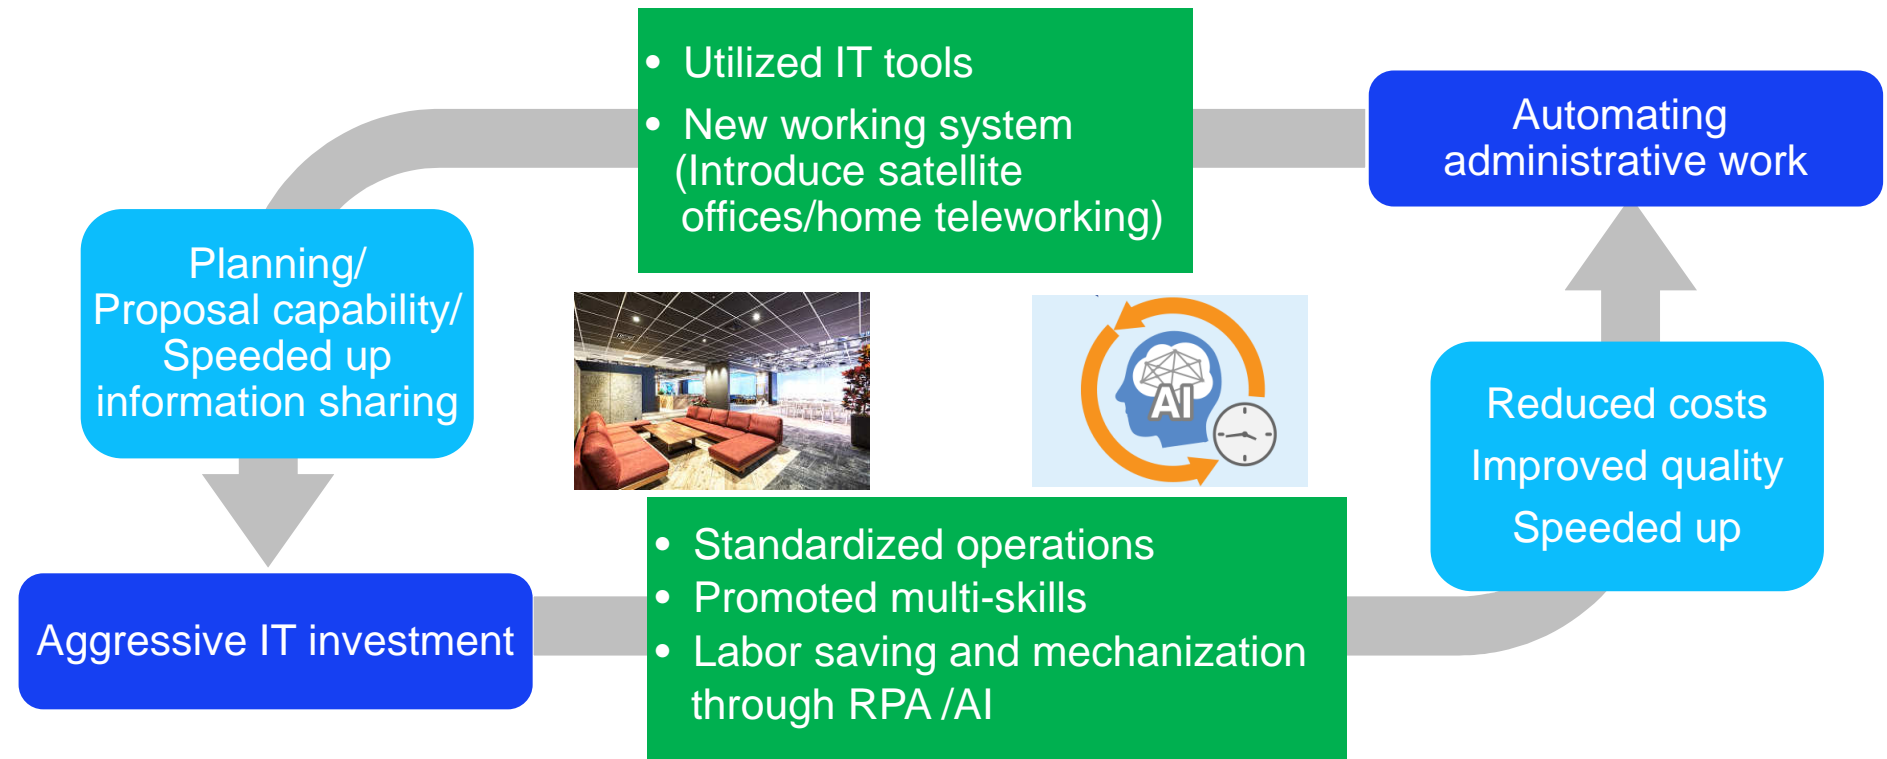 • Utilized IT tools
• New working system
(Introduce satellite
offices/home teleworking)
Automating
administrative work
Planning/
Proposal capability/
Speeded up
information sharing
AI
Reduced costs
Improved quality
Speeded up
Aggressive IT investment
• Standardized operations
• Promoted multi-skills
• Labor saving and mechanization
through RPA /AI